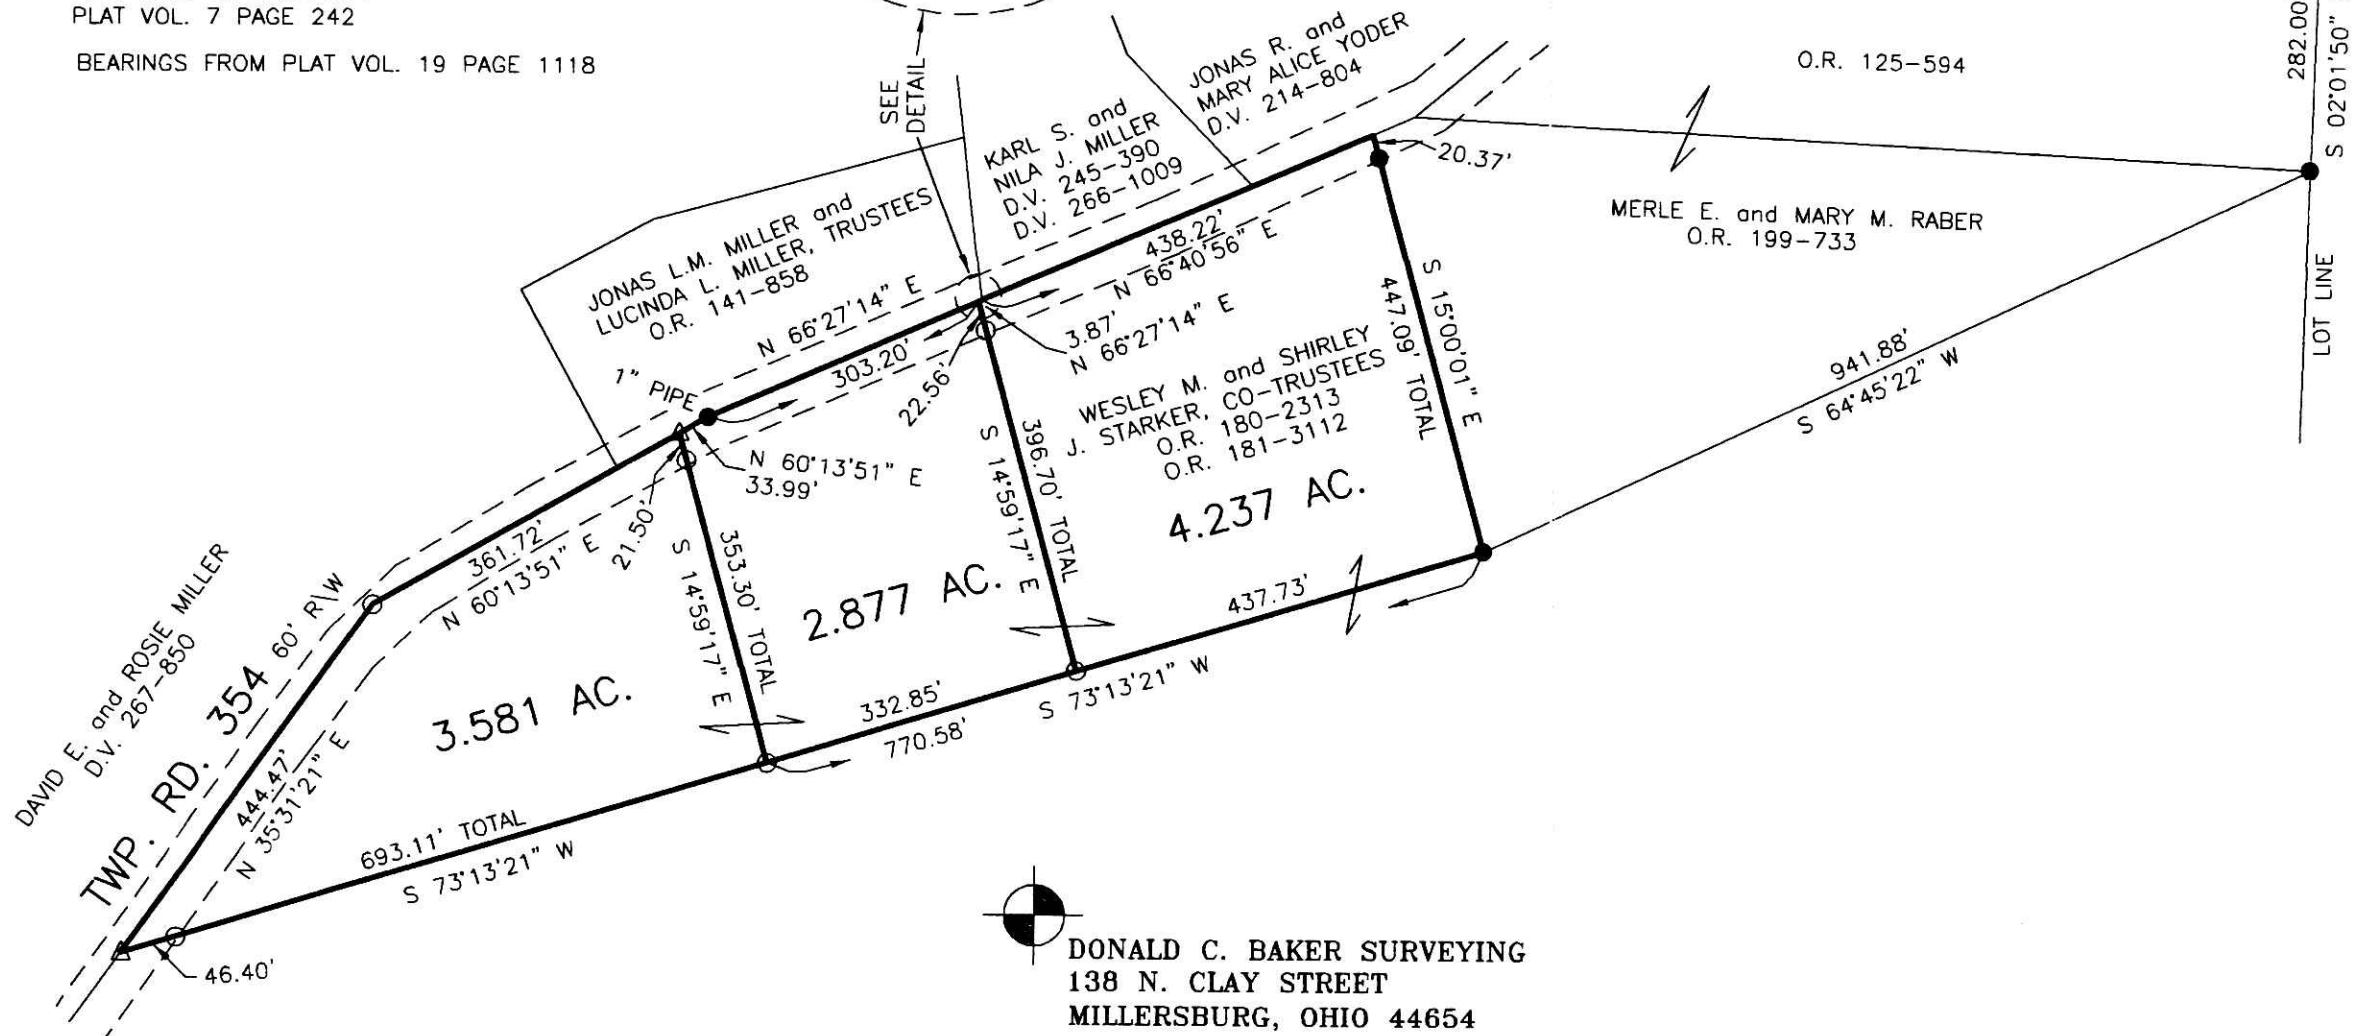 PLAT VOL. 7 PAGE 242
BEARINGS FROM PLAT VOL. 19 PAGE 1118
SEE
DETAIL
JONAS R. and
MARY ALICE YODER
D.V. 214-804
KARL S. and
NILA J. MILLER
D.V. 245-390
D.V. 266-1009
O.R. 125-594
282.00
S 02°01'50"
20.37'
JONAS L.M. MILLER and
LUCINDA L. MILLER, TRUSTEES
O.R. 141-858
MERLE E. and MARY M. RABER
O.R. 199-733
LOT LINE
438.22'
N 66°40'56" E
N 66°27'14" E
303.20'
3.87'
N 66°27'14" E
22.56'
1" PIPE
S 15°00'01" E
447.09' TOTAL
WESLEY M. and SHIRLEY
J. STARKER, CO-TRUSTEES
O.R. 180-2313
O.R. 181-3112
4.237 AC.
941.88'
S 64°45'22" W
N 60°13'51" E
33.99'
21.50'
396.70' TOTAL
S 14°59'17" E
361.72'
N 60°13'51" E
353.30' TOTAL
S 14°59'17" E
2.877 AC.
437.73'
S 73°13'21" W
332.85'
770.58'
DAVID E. and ROSIE MILLER
D.V. 267-850
TWP. RD. 354 60' R\W
3.581 AC.
444.47'
N 35°31'21" E
693.11' TOTAL
S 73°13'21" W
46.40'
DONALD C. BAKER SURVEYING
138 N. CLAY STREET
MILLERSBURG, OHIO 44654